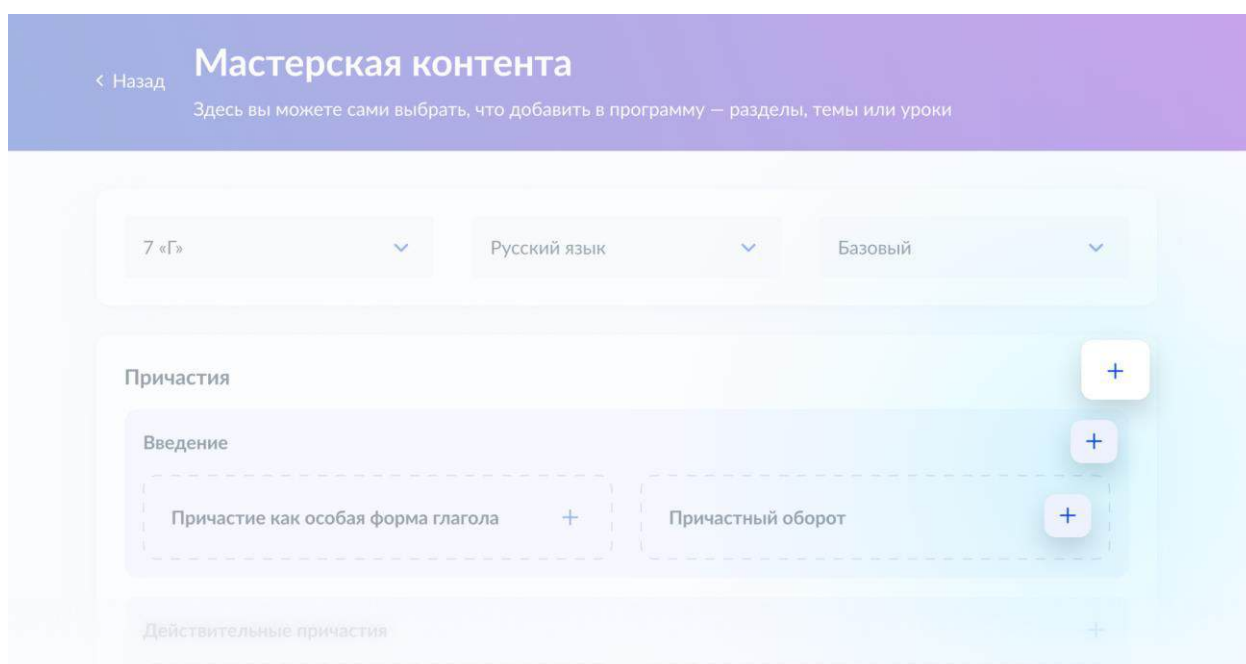 Назад
Мастерская контента
Здесь вы можете сами выбрать, что добавить в программу — разделы, темы или уроки
7 «Г»
Русский язык
Базовый
Причастия
Введение
Причастие как особая форма глагола
Причастный оборот
Действительные причастия